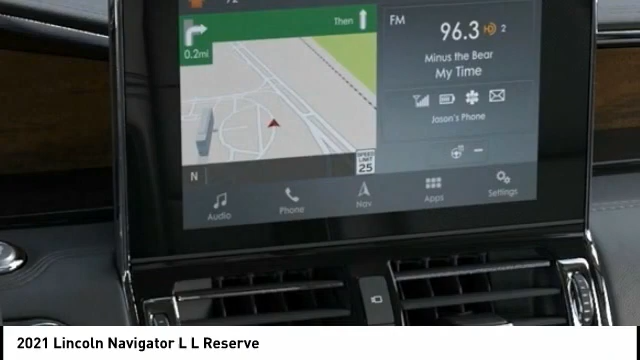 72
Then
FM
0.2mi
96.3 2
Minus the Bear
My Time
Jason's Phone
SPEED LIMIT 25
N
Audio
Phone
Nav
Apps
Settings
2021 Lincoln Navigator L L Reserve